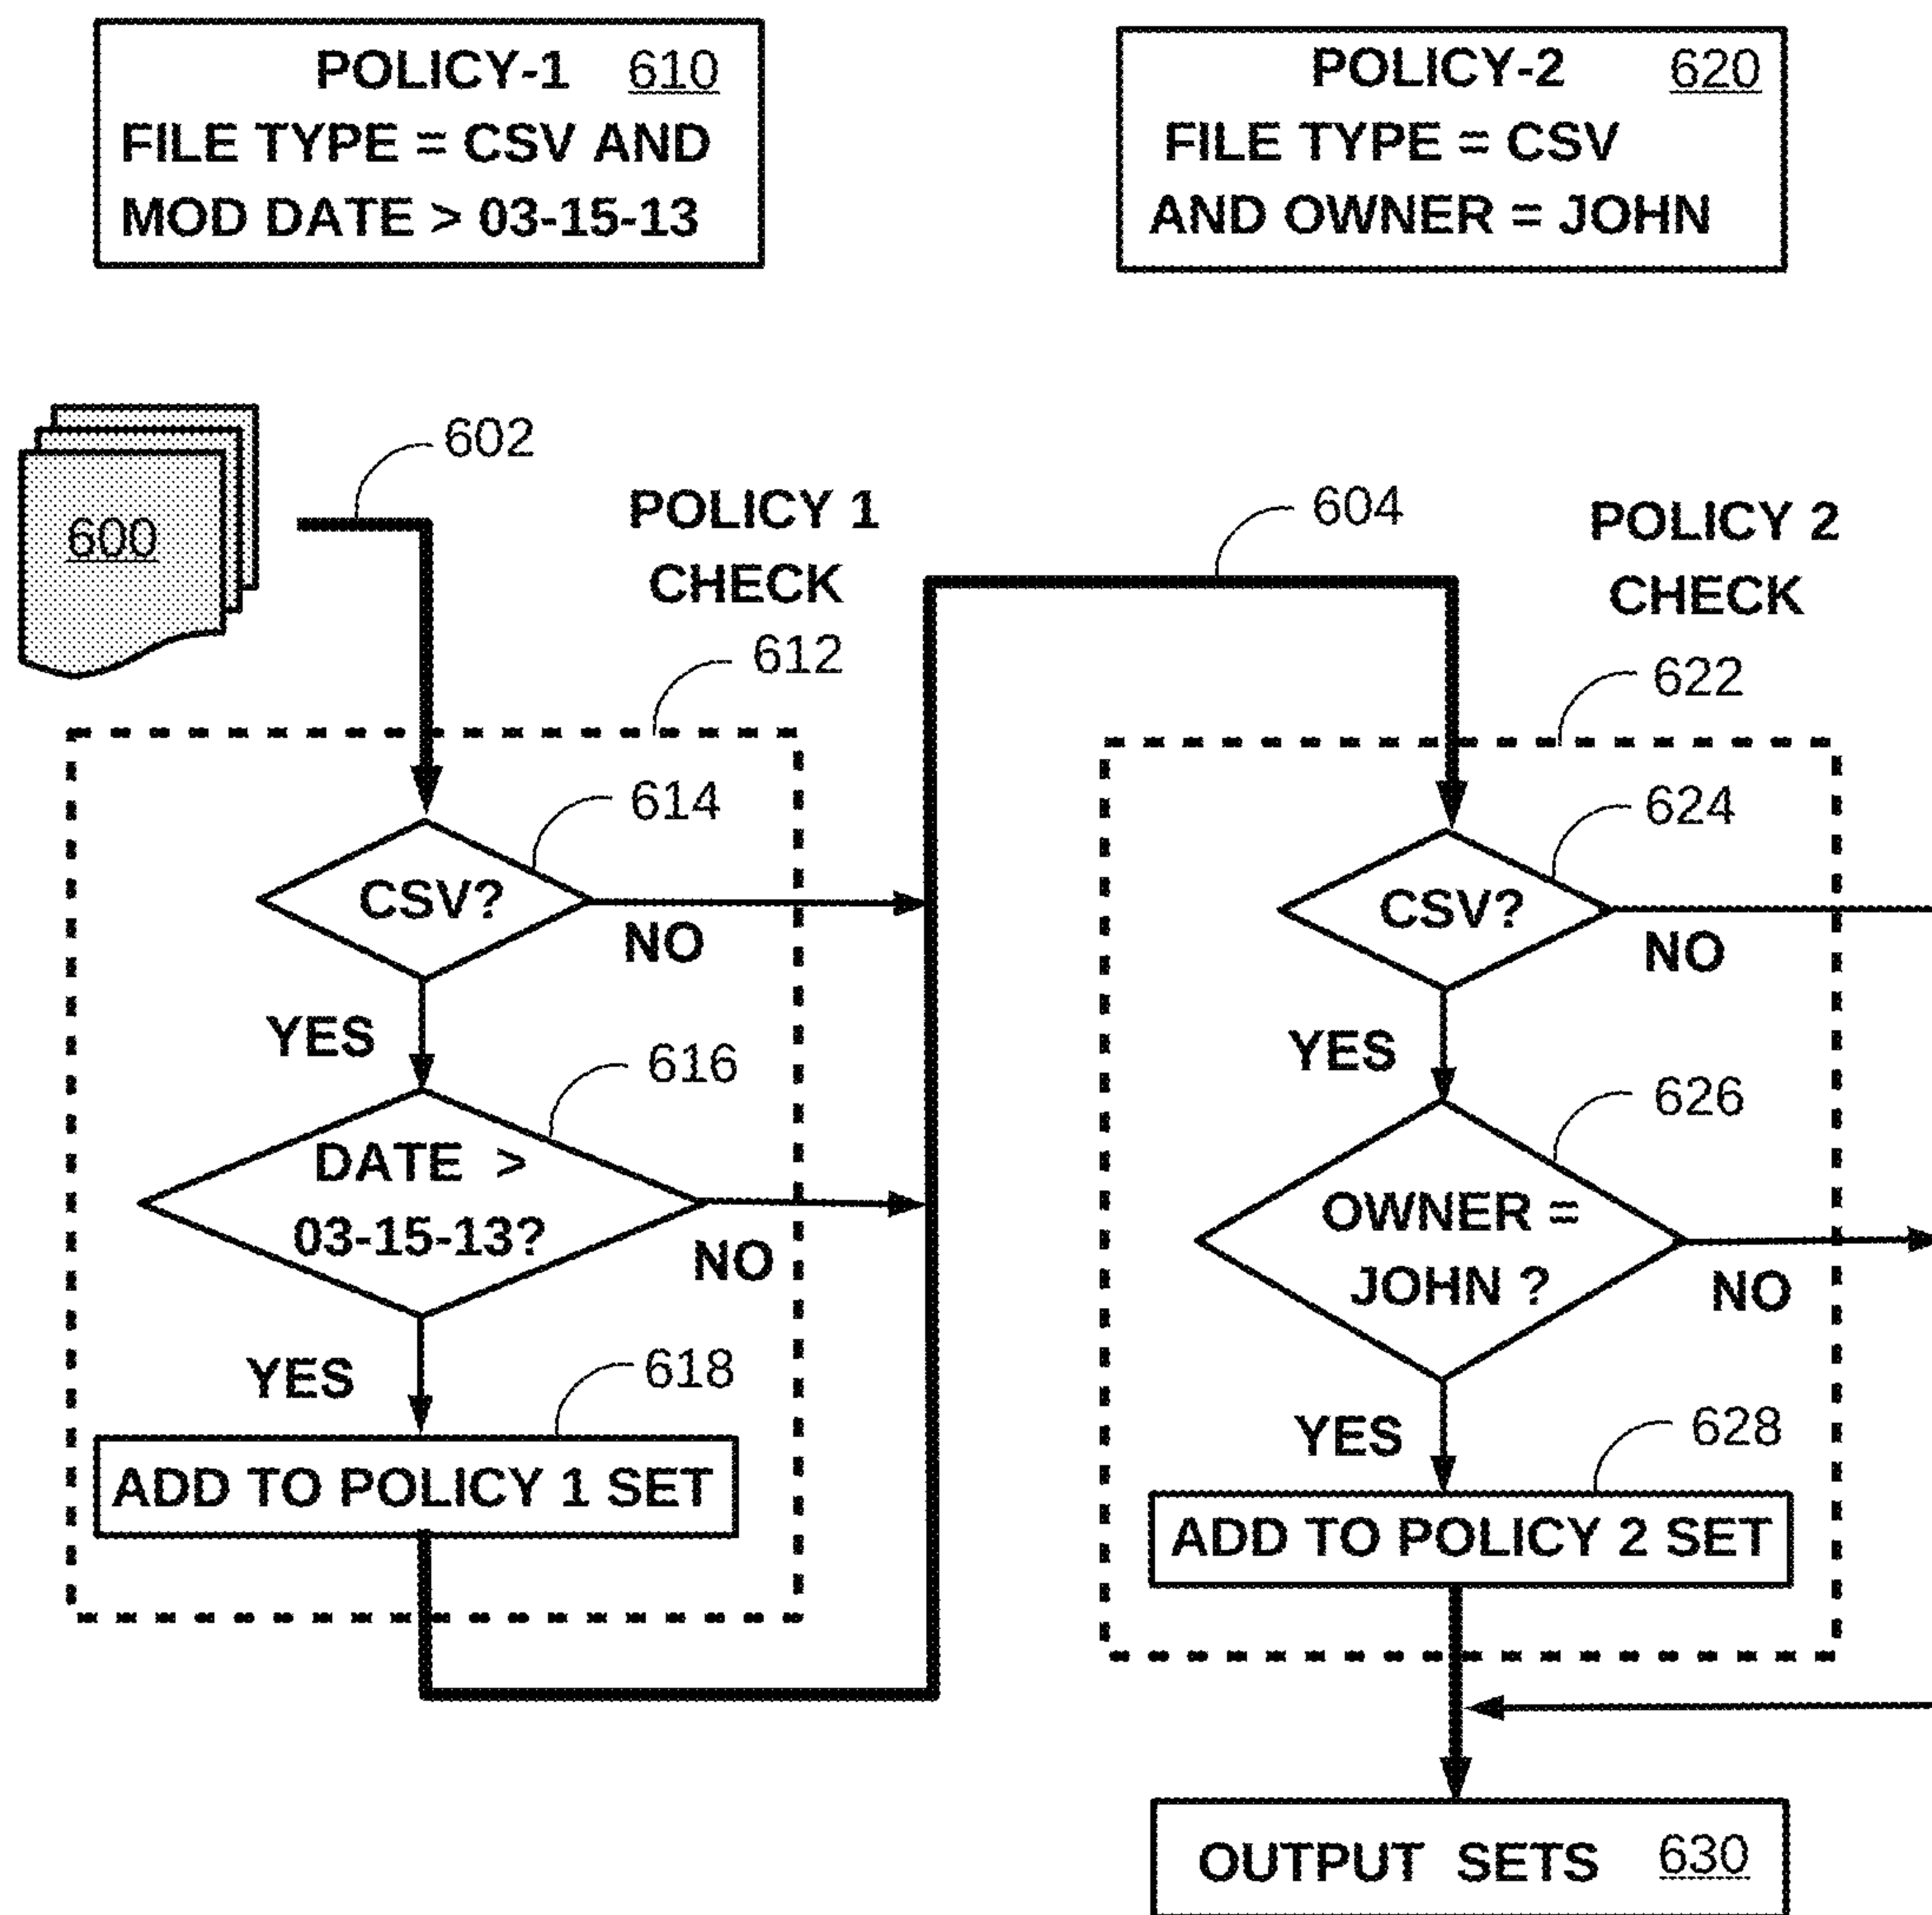 POLICY-1 610
FILE TYPE = CSV AND
MOD DATE > 03-15-13
POLICY-2 620
FILE TYPE = CSV
AND OWNER = JOHN
600
602
POLICY 1
CHECK
612
614
CSV?
NO
YES
616
DATE >
03-15-13?
NO
YES
618
ADD TO POLICY 1 SET
604
POLICY 2
CHECK
622
624
CSV?
NO
YES
626
OWNER =
JOHN ?
NO
YES
628
ADD TO POLICY 2 SET
OUTPUT SETS 630